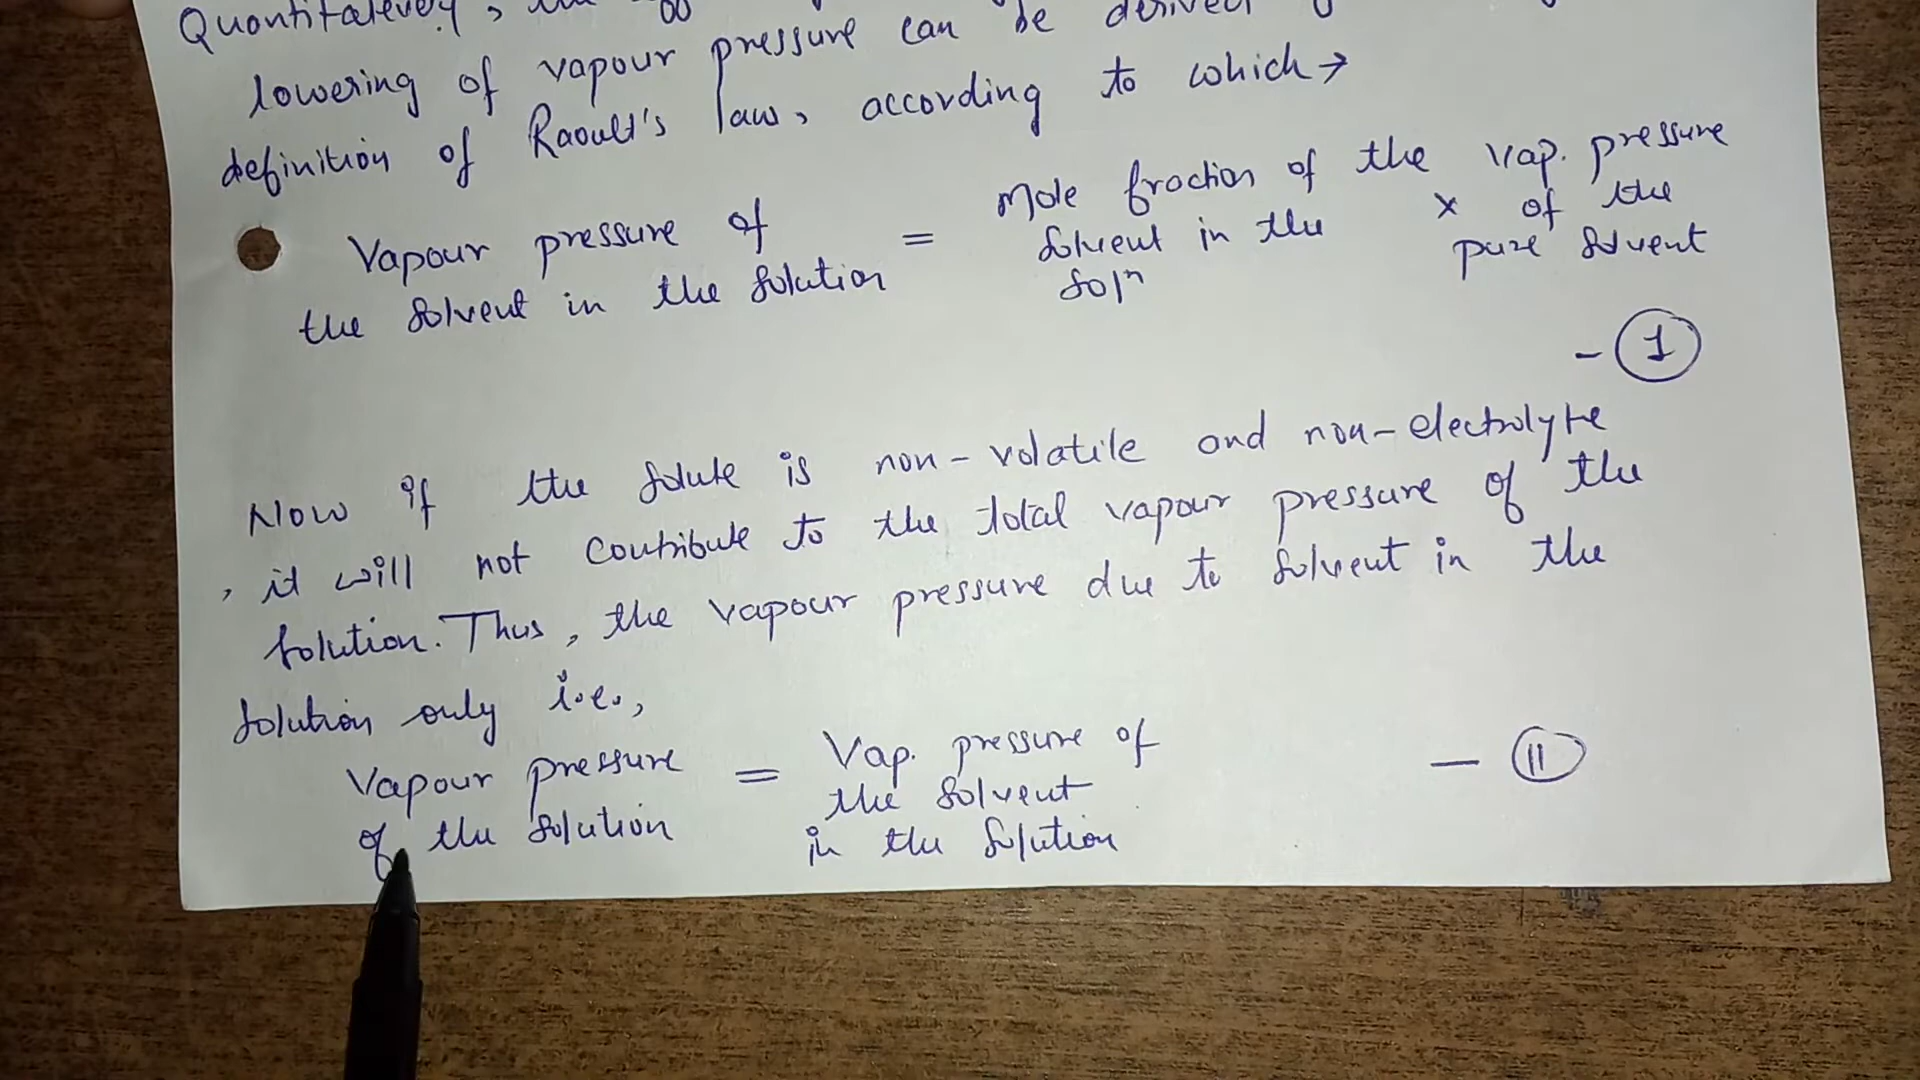 Quantitatevely, the
lowering of vapour pressure can be derived
definition of Raoult's law, according to which →
Vapour pressure of the solvent in the solution = Mole fraction of the solvent in the solⁿ × vap. pressure of the pure solvent
- 1
Now if the solute is non-volatile and non-electrolyte
, it will not contribute to the total vapour pressure of the
solution. Thus, the vapour pressure due to solvent in the
solution only i.e.,
Vapour pressure of the solution = Vap. pressure of the solvent in the solution - II